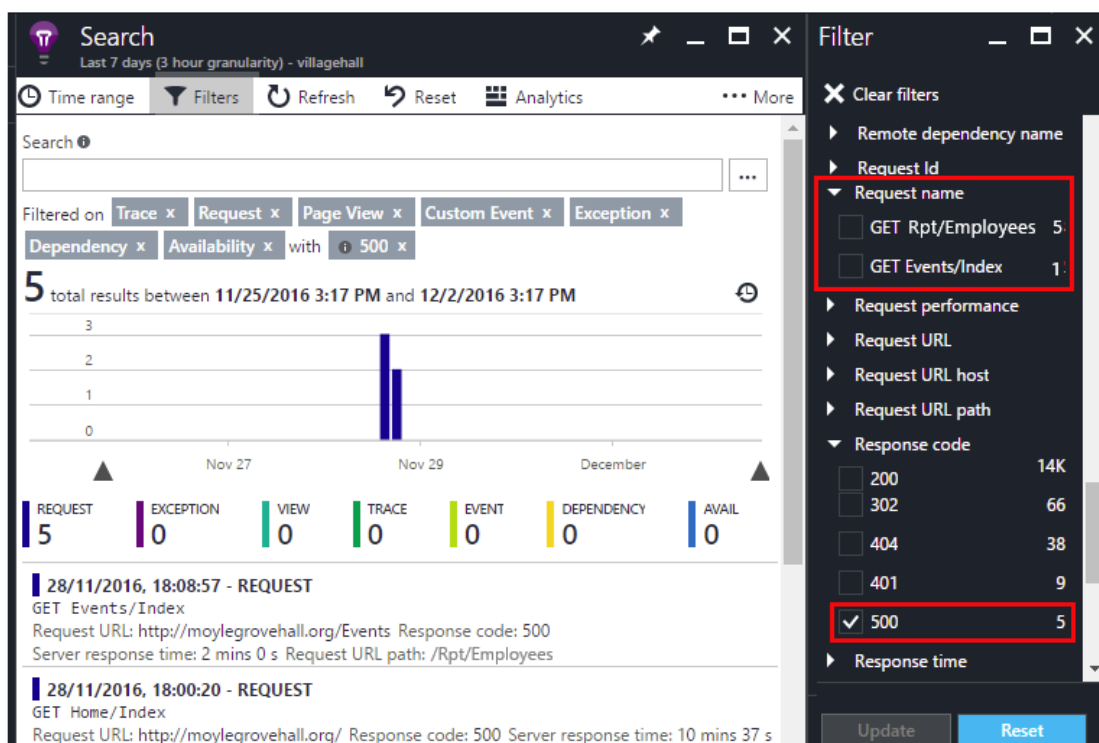 Search
Last 7 days (3 hour granularity) - villagehall
Time range Filters Refresh Reset Analytics ... More
Search
...
Filtered on Trace x Request x Page View x Custom Event x Exception x
Dependency x Availability x with 500 x
5 total results between 11/25/2016 3:17 PM and 12/2/2016 3:17 PM
3
2
1
0
Nov 27 Nov 29 December
REQUEST EXCEPTION VIEW TRACE EVENT DEPENDENCY AVAIL
5 0 0 0 0 0 0
28/11/2016, 18:08:57 - REQUEST
GET Events/Index
Request URL: http://moylegrovehall.org/Events Response code: 500
Server response time: 2 mins 0 s Request URL path: /Rpt/Employees
28/11/2016, 18:00:20 - REQUEST
GET Home/Index
Request URL: http://moylegrovehall.org/ Response code: 500 Server response time: 10 mins 37 s
Filter
Clear filters
Remote dependency name
Request Id
Request name
GET Rpt/Employees 5
GET Events/Index 1
Request performance
Request URL
Request URL host
Request URL path
Response code
200 14K
302 66
404 38
401 9
500 5
Response time
Update Reset